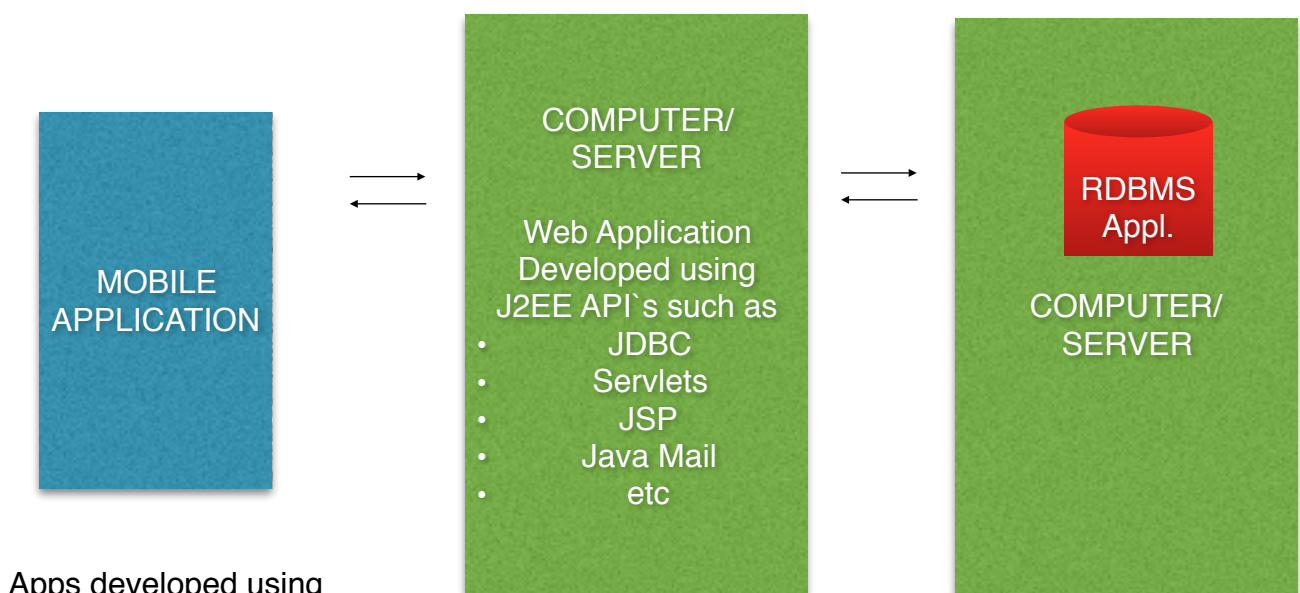 MOBILE
APPLICATION
Apps developed using
COMPUTER/
SERVER
Web Application
Developed using
J2EE API`s such as
• JDBC
• Servlets
• JSP
• Java Mail
• etc
RDBMS
Appl.
COMPUTER/
SERVER